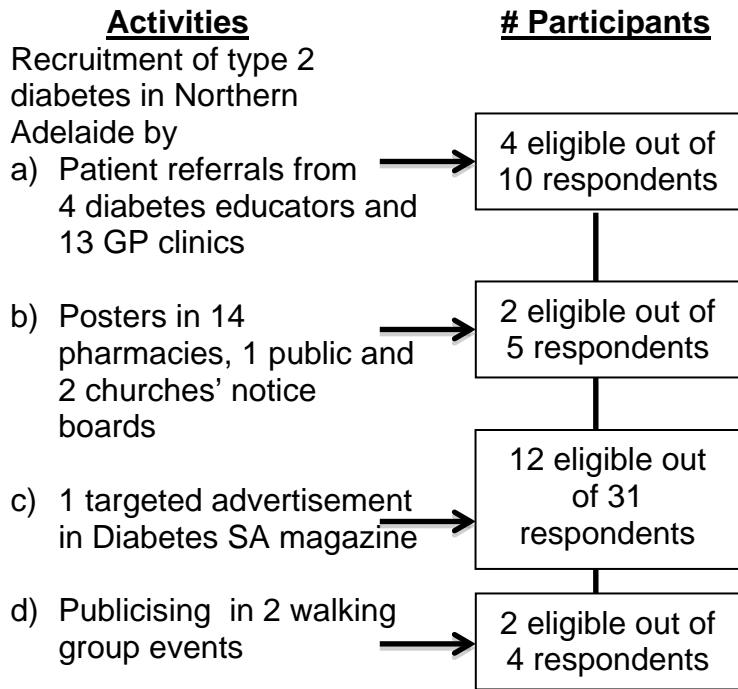 Activities
# Participants
Recruitment of type 2
diabetes in Northern
Adelaide by
a) Patient referrals from
4 diabetes educators and
13 GP clinics
4 eligible out of
10 respondents
b) Posters in 14
pharmacies, 1 public and
2 churches’ notice
boards
2 eligible out of
5 respondents
c) 1 targeted advertisement
in Diabetes SA magazine
12 eligible out
of 31
respondents
d) Publicising in 2 walking
group events
2 eligible out of
4 respondents